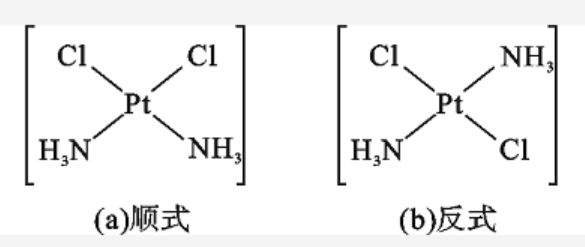 Cl Cl Cl NH₃
Pt Pt
H₃N NH₃ H₃N Cl
(a)顺式 (b)反式